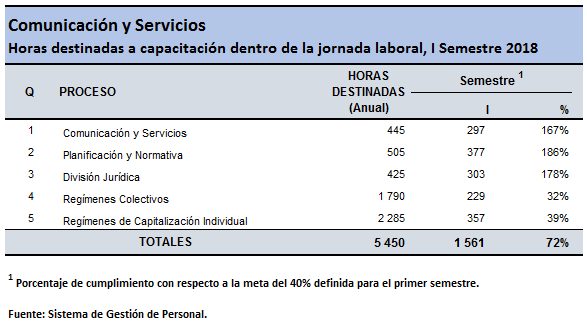 Comunicación y Servicios
Horas destinadas a capacitación dentro de la jornada laboral, I Semestre 2018
Q PROCESO HORAS DESTINADAS (Anual) Semestre 1
I %
1 Comunicación y Servicios 445 297 167%
2 Planificación y Normativa 505 377 186%
3 División Jurídica 425 303 178%
4 Regímenes Colectivos 1 790 229 32%
5 Regímenes de Capitalización Individual 2 285 357 39%
TOTALES 5 450 1 561 72%
1 Porcentaje de cumplimiento con respecto a la meta del 40% definida para el primer semestre.
Fuente: Sistema de Gestión de Personal.